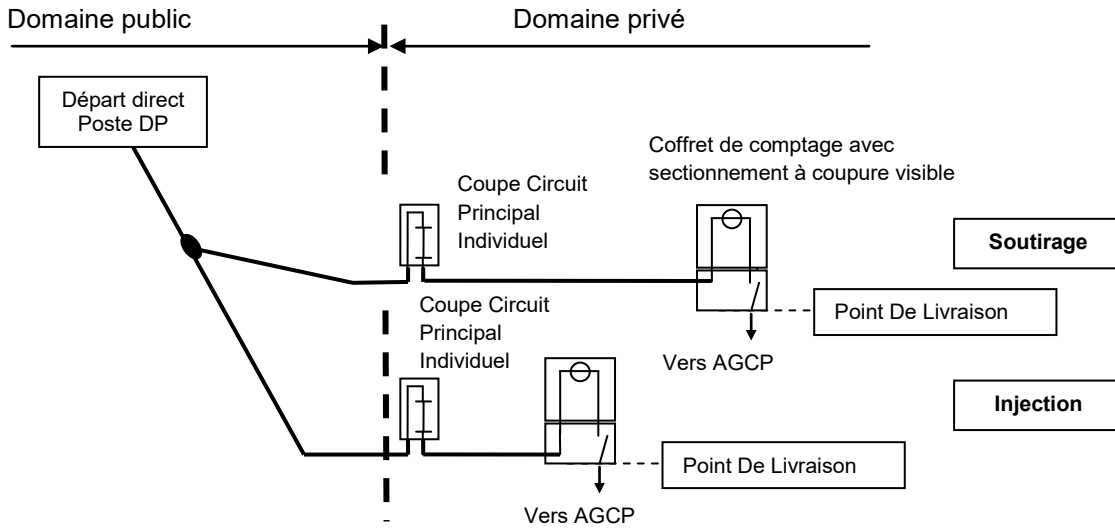 Domaine public
Domaine privé
Départ direct
Poste DP
Coffret de comptage avec
sectionnement à coupure visible
Coupe Circuit
Principal
Individuel
Soutirage
Point De Livraison
Vers AGCP
Coupe Circuit
Principal
Individuel
Injection
Point De Livraison
Vers AGCP